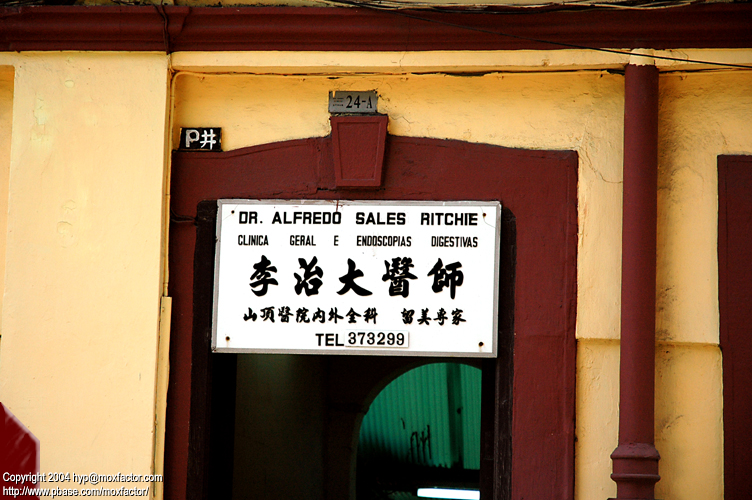 24-A
P井
DR. ALFREDO SALES RITCHIE
CLINICA GERAL E ENDOSCOPIAS DIGESTIVAS
李治大醫師
山頂醫院內外全科 留美專家
TEL 373299
Copyright © 2004 hyp@moxfactor.com
http://www.pbase.com/moxfactor/